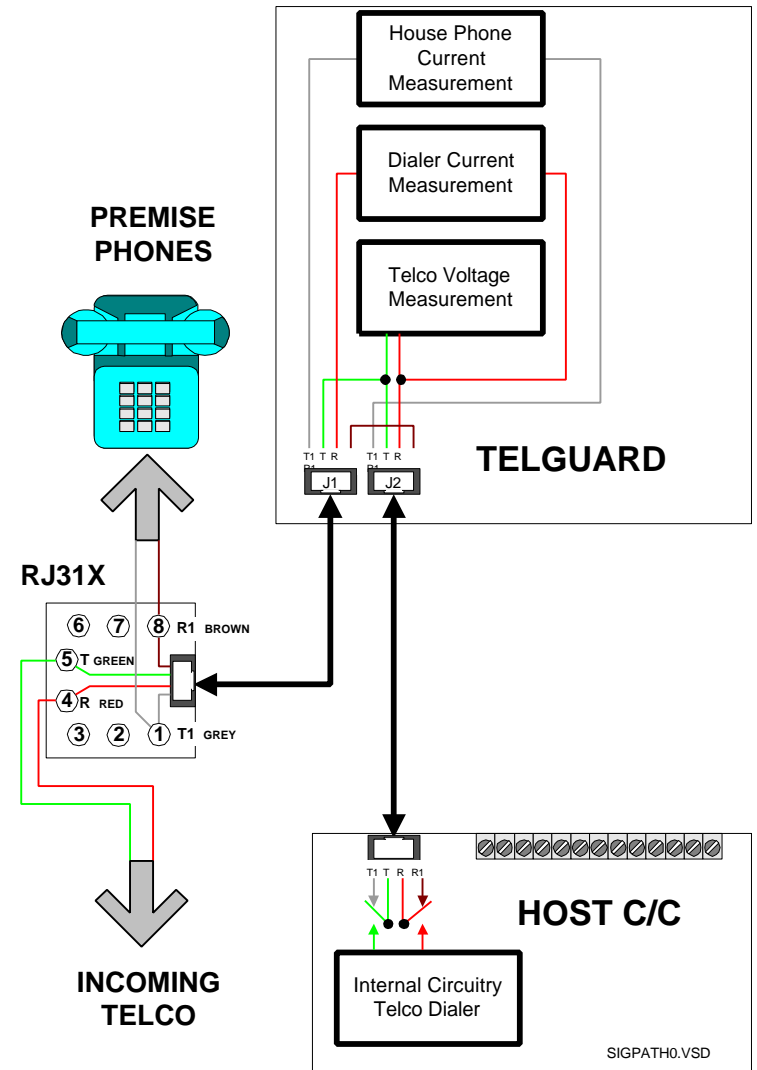 House Phone
Current
Measurement
Dialer Current
Measurement
Telco Voltage
Measurement
PREMISE
PHONES
T1 T R
R1
T1 T R
R1
J1
J2
TELGUARD
RJ31X
6 7 8 R1 BROWN
5 T GREEN
4 R RED
3 2 1 T1 GREY
T1 T R R1
HOST C/C
Internal Circuitry
Telco Dialer
INCOMING
TELCO
SIGPATH0.VSD